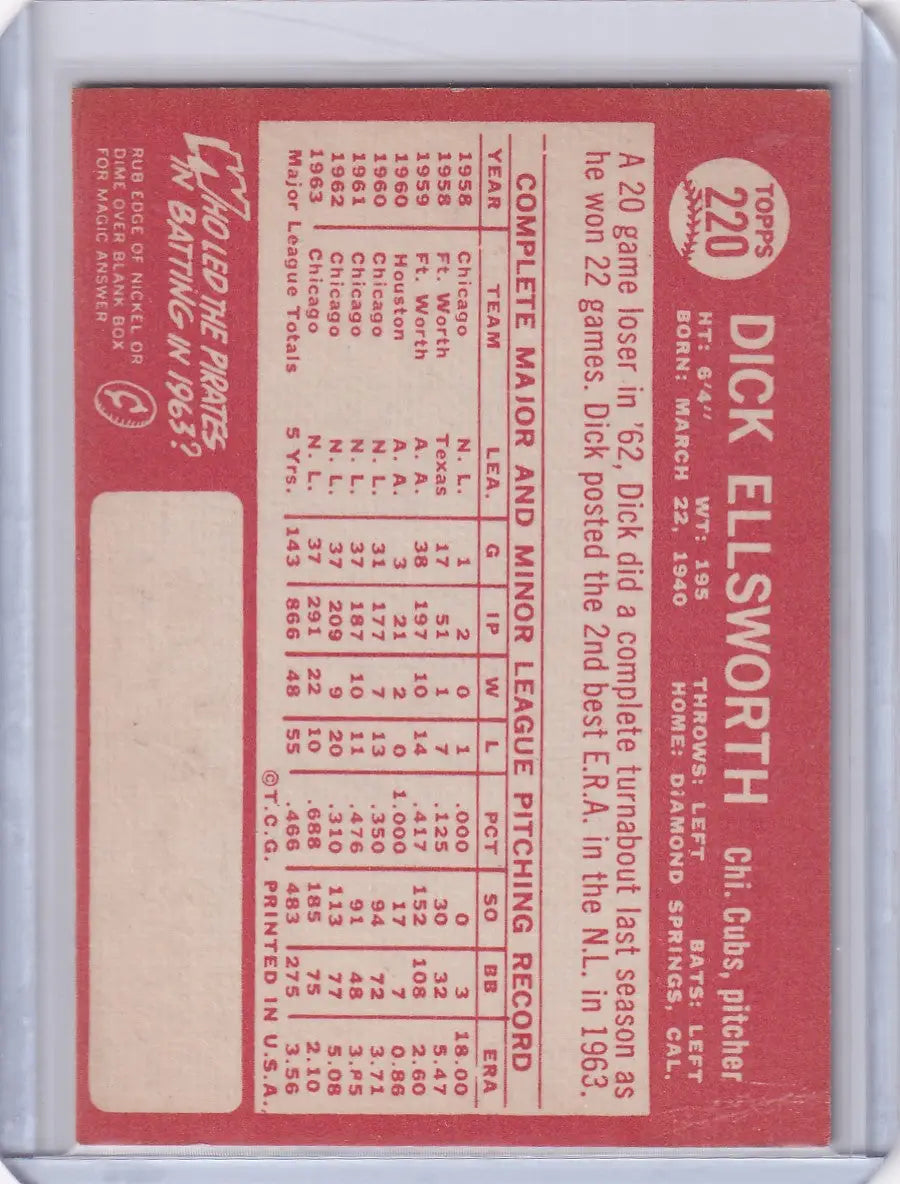 TOPPS
220
DICK ELLSWORTH Chi. Cubs, pitcher
HT: 6'4" WT: 195 THROWS: LEFT BATS: LEFT
BORN: MARCH 22, 1940 HOME: DIAMOND SPRINGS, CAL.
A 20 game loser in '62, Dick did a complete turnabout last season as
he won 22 games. Dick posted the 2nd best E.R.A. in the N.L. in 1963.
COMPLETE MAJOR AND MINOR LEAGUE PITCHING RECORD
YEAR TEAM LEA. G IP W L PCT SO BB ERA
1958 Chicago N. L. 1 2 0 1 .000 0 3 18.00
1958 Ft. Worth Texas 17 51 1 7 .125 30 32 5.47
1959 Ft. Worth A. A. 38 197 10 14 .417 152 108 2.60
1960 Houston A. A. 3 21 2 0 1.000 17 7 0.86
1960 Chicago N. L. 31 177 7 13 .350 94 72 3.71
1961 Chicago N. L. 37 187 10 11 .476 91 48 3.85
1962 Chicago N. L. 37 209 9 20 .310 113 77 5.08
1963 Chicago N. L. 37 291 22 10 .688 185 75 2.10
Major League Totals 5 Yrs. 143 866 48 55 .466 483 275 3.56
©T.C.G. PRINTED IN U.S.A.
WHO LED THE PIRATES
IN BATTING IN 1963?
RUB EDGE OF NICKEL OR
DIME OVER BLANK BOX
FOR MAGIC ANSWER